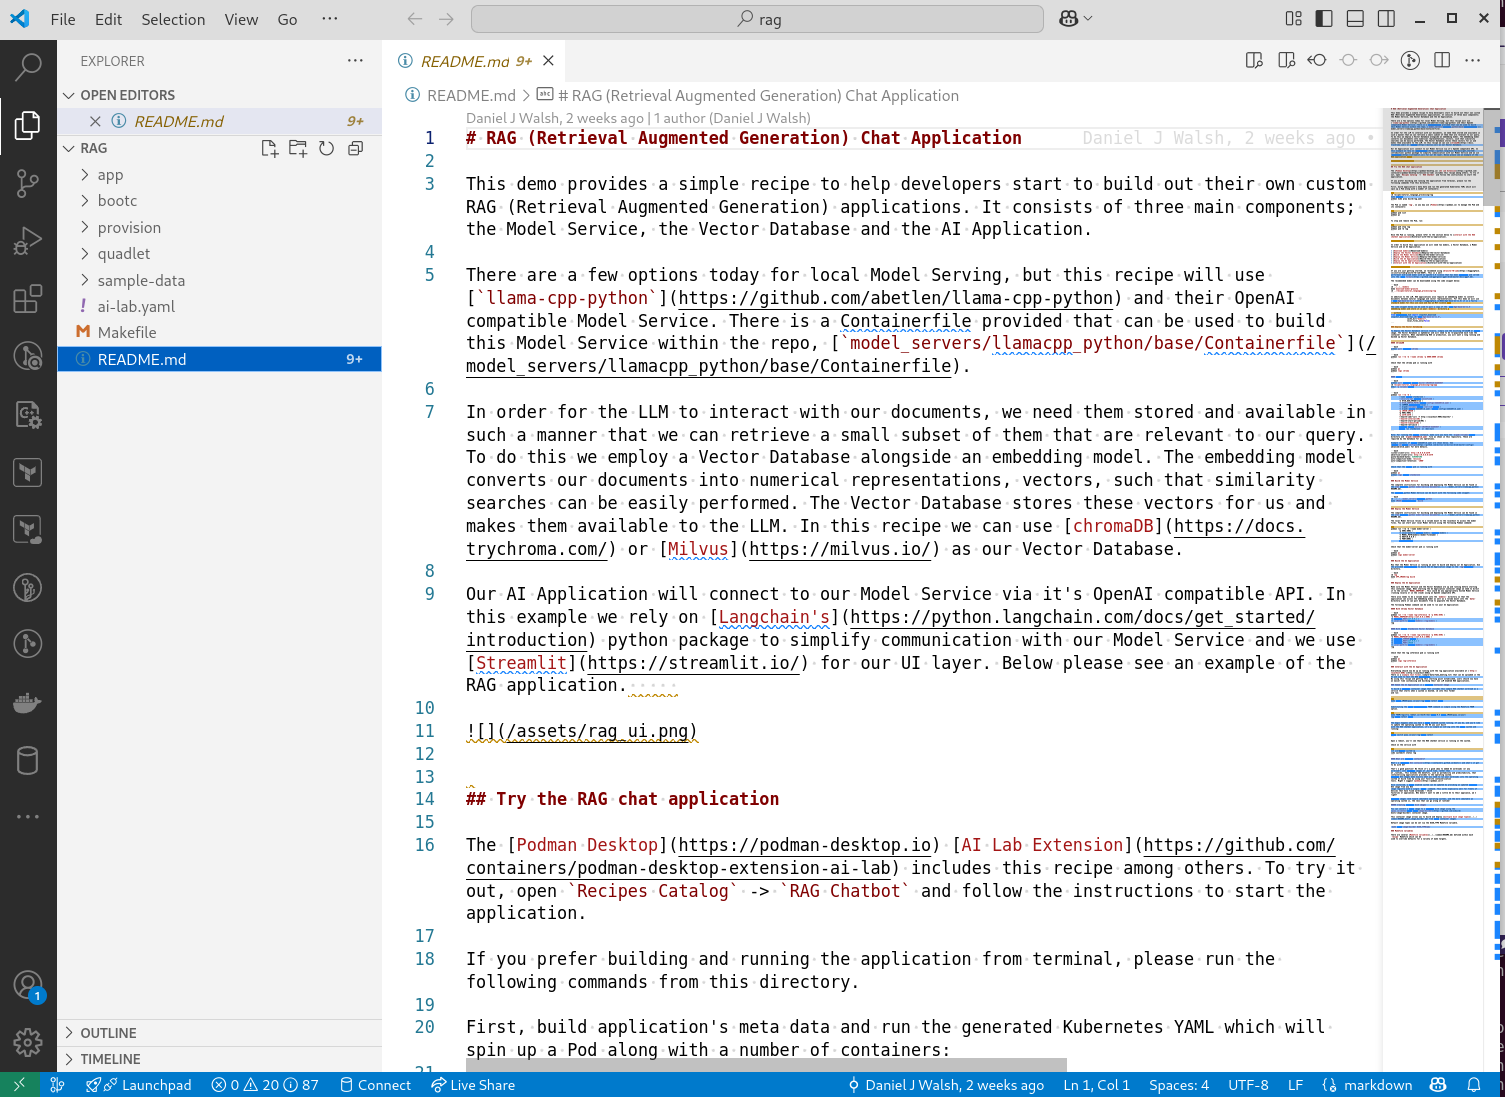 File Edit Selection View Go ···
rag
EXPLORER
OPEN EDITORS
README.md 9+
RAG
app
bootc
provision
quadlet
sample-data
! ai-lab.yaml
Makefile
README.md 9+
OUTLINE
TIMELINE
1
README.md 9+
README.md > # RAG (Retrieval Augmented Generation) Chat Application
Daniel J Walsh, 2 weeks ago | 1 author (Daniel J Walsh)
1 # RAG (Retrieval Augmented Generation) Chat Application Daniel J Walsh, 2 weeks ago •
2
3 This demo provides a simple recipe to help developers start to build out their own custom
RAG (Retrieval Augmented Generation) applications. It consists of three main components;
the Model Service, the Vector Database and the AI Application.
4
5 There are a few options today for local Model Serving, but this recipe will use
[`llama-cpp-python`](https://github.com/abetlen/llama-cpp-python) and their OpenAI
compatible Model Service. There is a Containerfile provided that can be used to build
this Model Service within the repo, [`model_servers/llamacpp_python/base/Containerfile`](/
model_servers/llamacpp_python/base/Containerfile).
6
7 In order for the LLM to interact with our documents, we need them stored and available in
such a manner that we can retrieve a small subset of them that are relevant to our query.
To do this we employ a Vector Database alongside an embedding model. The embedding model
converts our documents into numerical representations, vectors, such that similarity
searches can be easily performed. The Vector Database stores these vectors for us and
makes them available to the LLM. In this recipe we can use [chromaDB](https://docs.
trychroma.com/) or [Milvus](https://milvus.io/) as our Vector Database.
8
9 Our AI Application will connect to our Model Service via it's OpenAI compatible API. In
this example we rely on [Langchain's](https://python.langchain.com/docs/get_started/
introduction) python package to simplify communication with our Model Service and we use
[Streamlit](https://streamlit.io/) for our UI layer. Below please see an example of the
RAG application.
10
11 ![](/assets/rag_ui.png)
12
13
14 ## Try the RAG chat application
15
16 The [Podman Desktop](https://podman-desktop.io) [AI Lab Extension](https://github.com/
containers/podman-desktop-extension-ai-lab) includes this recipe among others. To try it
out, open `Recipes Catalog` -> `RAG Chatbot` and follow the instructions to start the
application.
17
18 If you prefer building and running the application from terminal, please run the
following commands from this directory.
19
20 First, build application's meta data and run the generated Kubernetes YAML which will
spin up a Pod along with a number of containers:
21
Launchpad 0 20 87 Connect Live Share Daniel J Walsh, 2 weeks ago Ln 1, Col 1 Spaces: 4 UTF-8 LF markdown